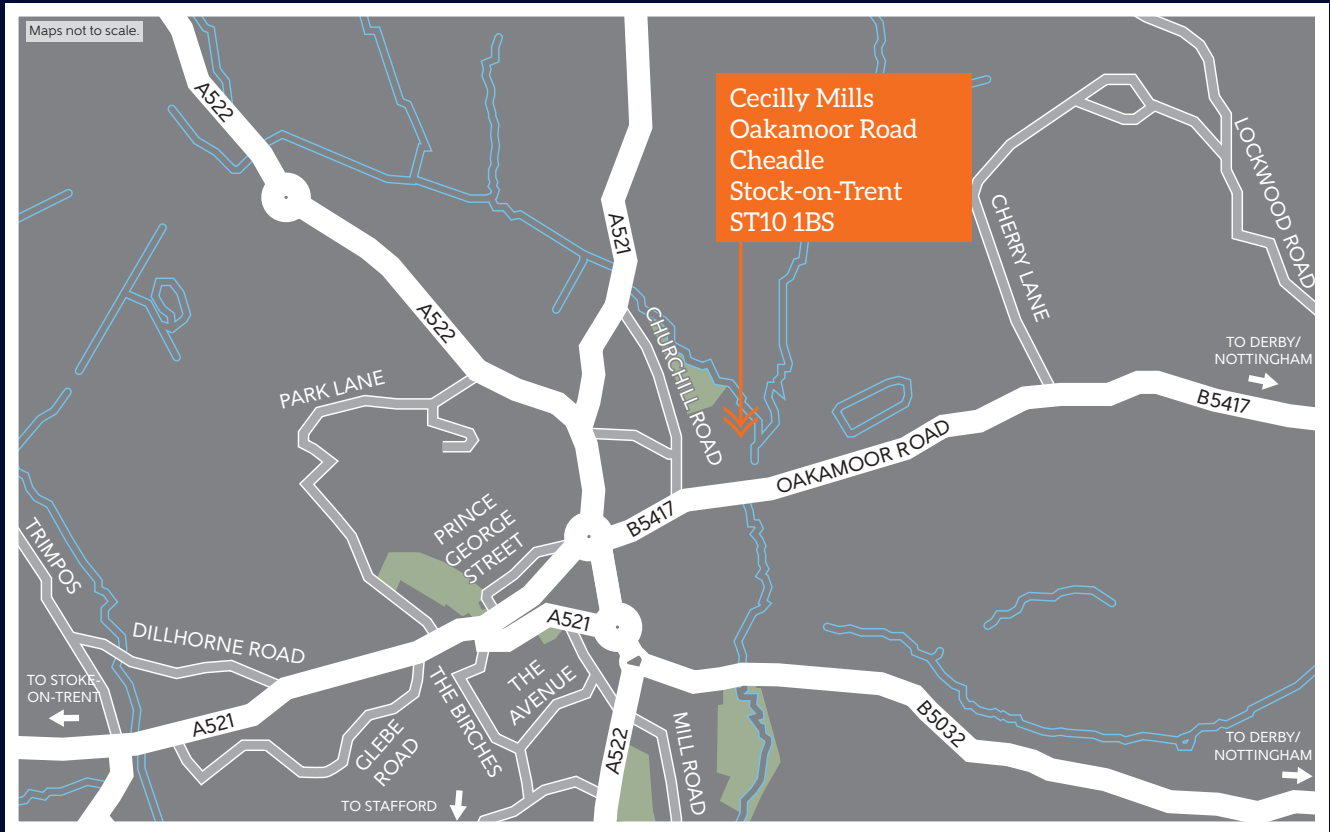 Maps not to scale.
A522
A521
Cecilly Mills
Oakamoor Road
Cheadle
Stock-on-Trent
ST10 1BS
LOCKWOOD ROAD
CHERRY LANE
A522
CHURCHILL ROAD
TO DERBY/
NOTTINGHAM
B5417
PARK LANE
OAKAMOOR ROAD
B5417
PRINCE
GEORGE
STREET
TRIMPOS
DILLHORNE ROAD
A521
TO STOKE-
ON-TRENT
A521
THE BIRCHES
THE
AVENUE
GLEBE
ROAD
A522
MILL ROAD
B5032
TO DERBY/
NOTTINGHAM
TO STAFFORD